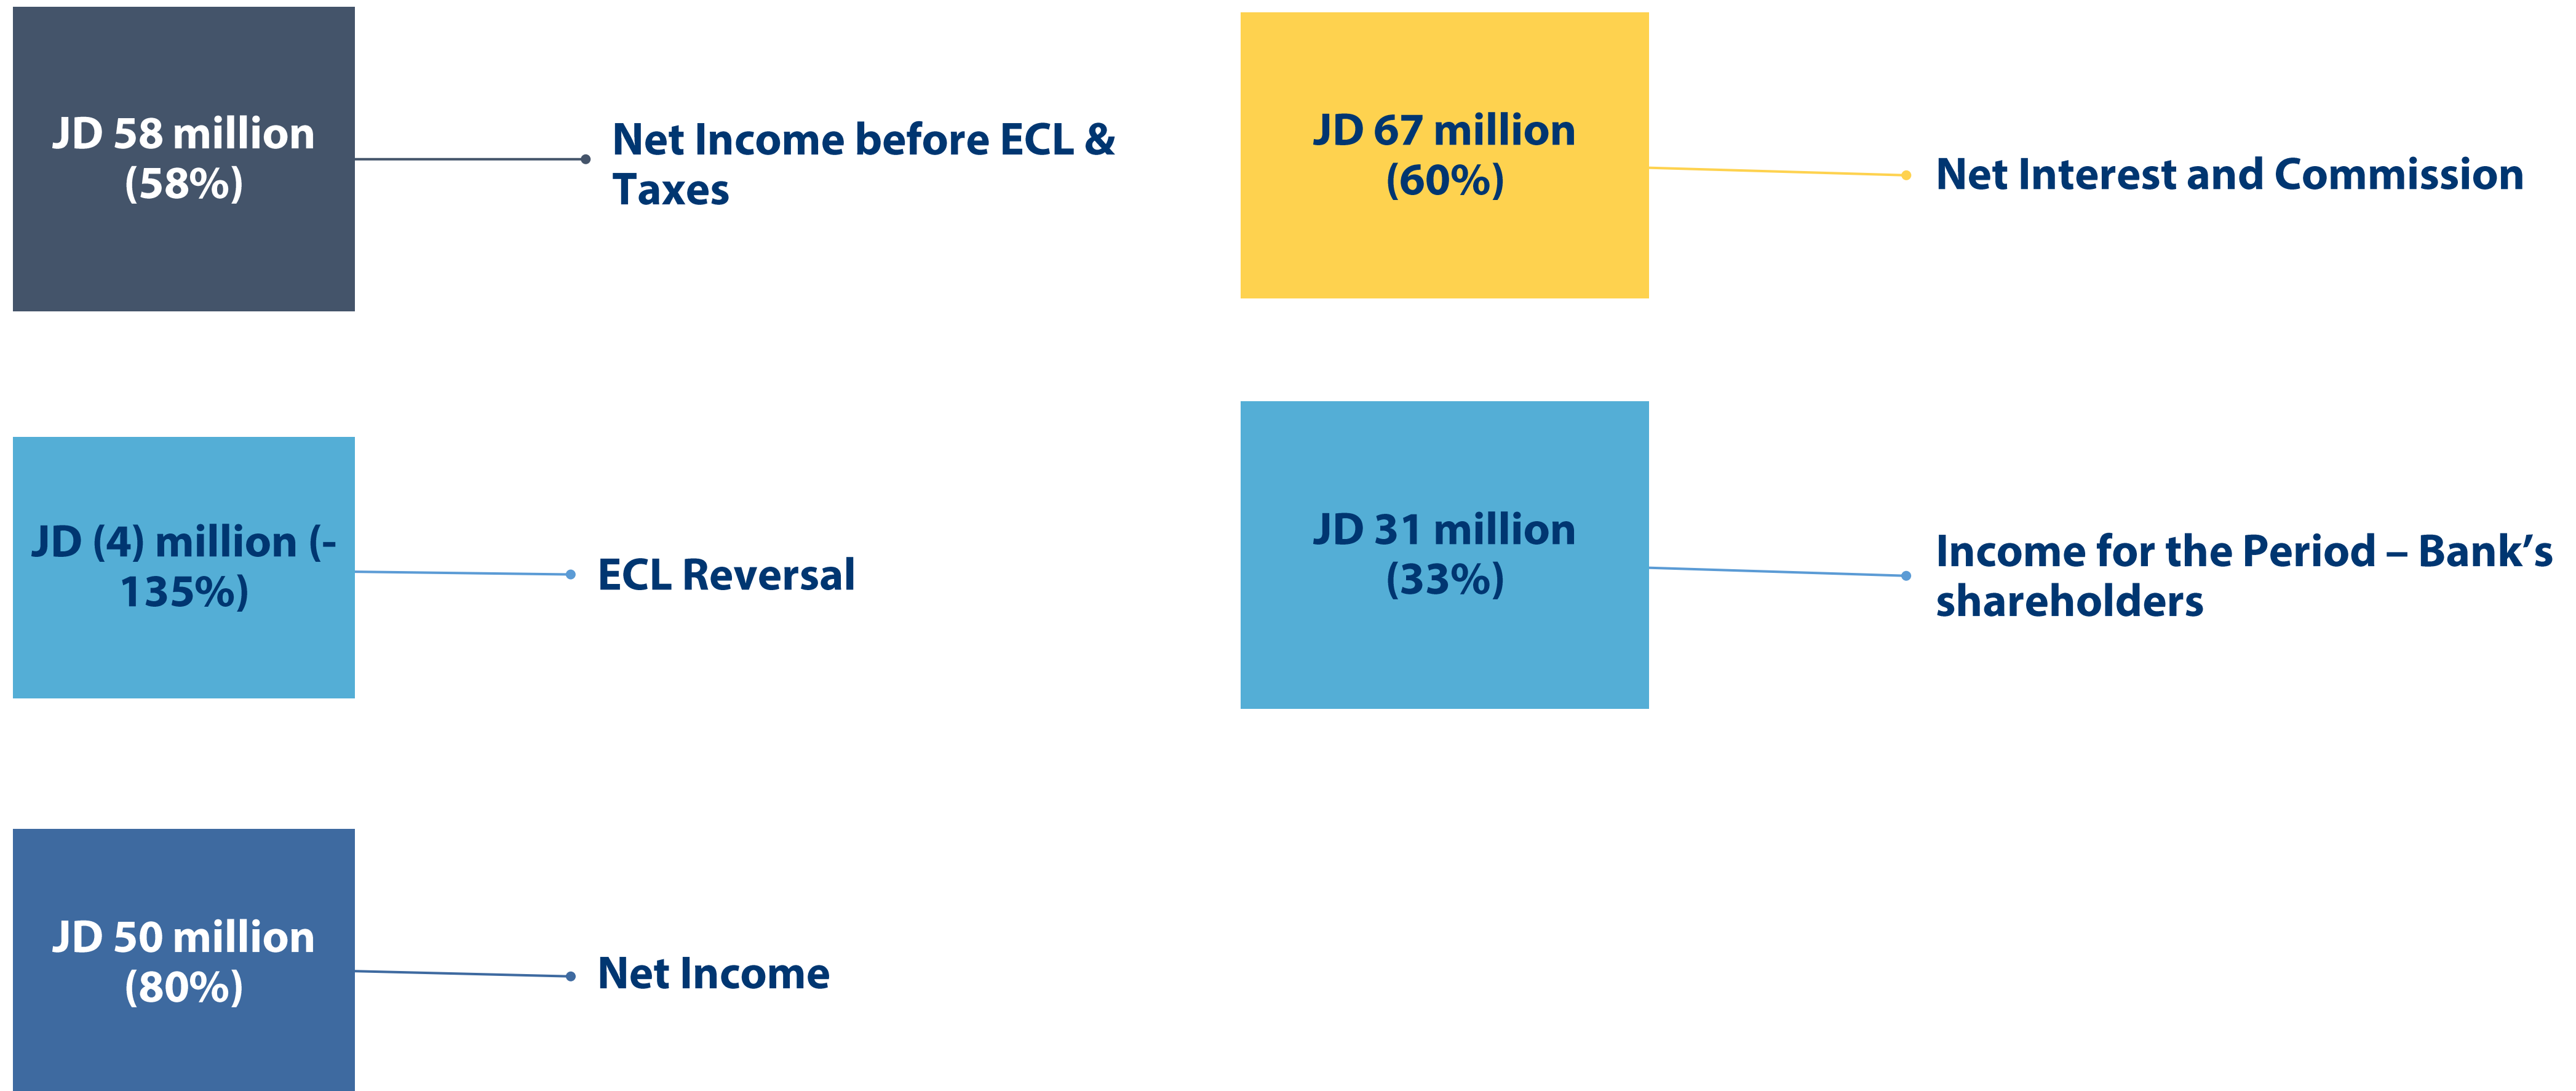 JD 58 million
(58%)
Net Income before ECL &
Taxes
JD 67 million
(60%)
Net Interest and Commission
JD (4) million (-
135%)
ECL Reversal
JD 31 million
(33%)
Income for the Period – Bank’s
shareholders
JD 50 million
(80%)
Net Income